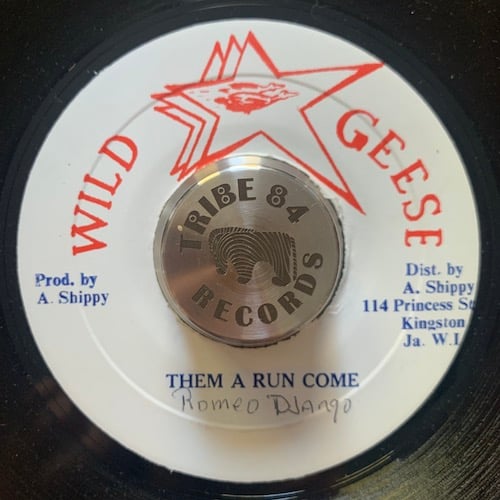 WILD GEESE
TRIBE 84
RECORDS
Prod. by
A. Shippy
Dist. by
A. Shippy
114 Princess St
Kingston
Ja. W.I
THEM A RUN COME
Romeo DJango